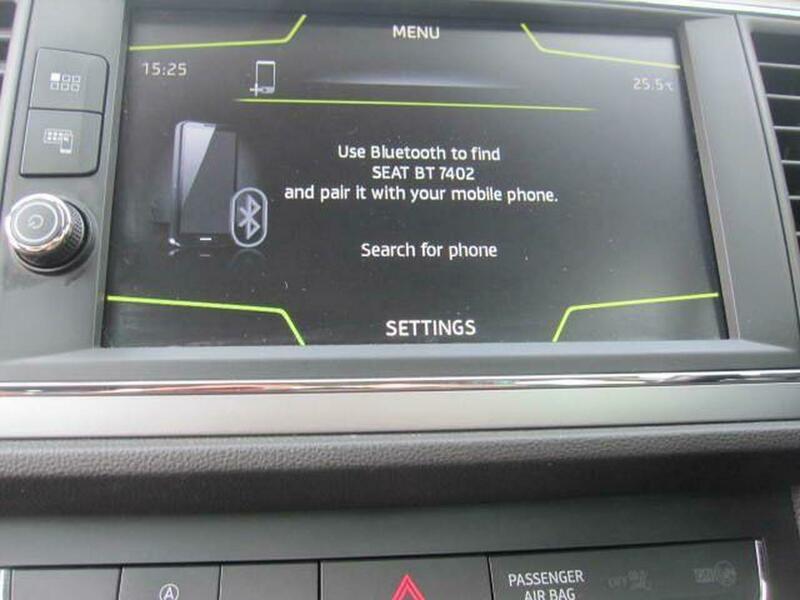 MENU
15:25
25.5°C
Use Bluetooth to find
SEAT BT 7402
and pair it with your mobile phone.
Search for phone
SETTINGS
A
PASSENGER
AIR BAG
OFF